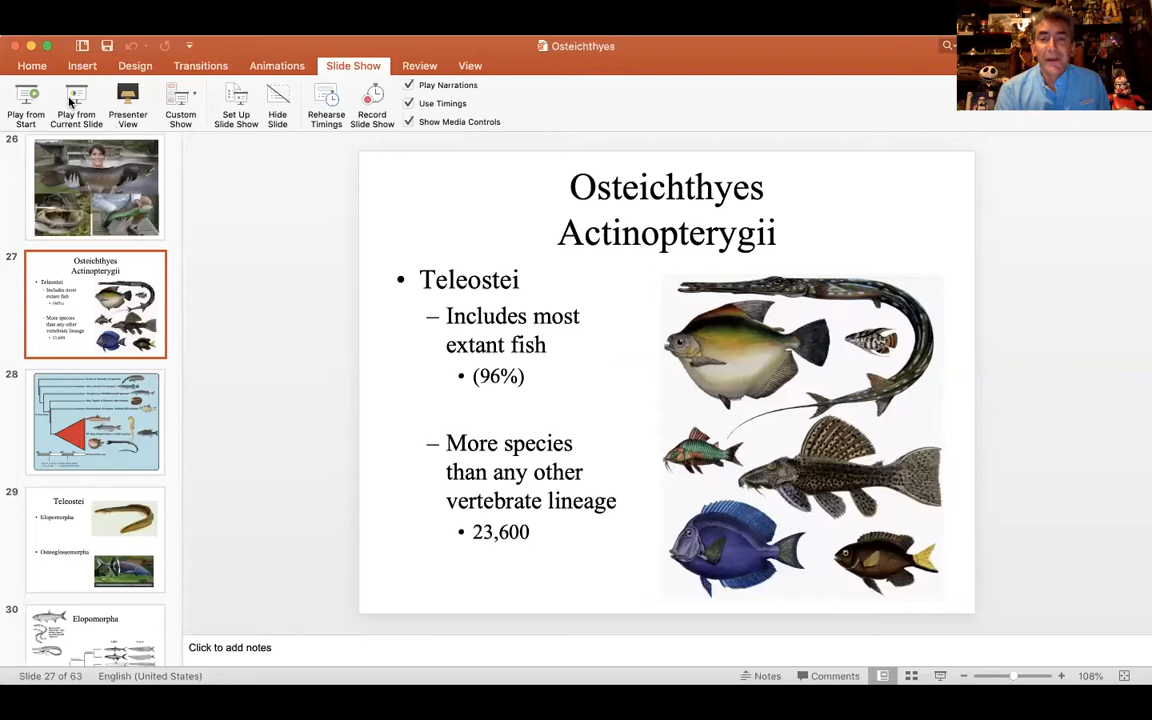 Osteichthyes
Home Insert Design Transitions Animations Slide Show Review View
Play from Start
Play from Current Slide
Presenter View
Custom Show
Set Up Slide Show
Hide Slide
Rehearse Timings
Record Slide Show
Play Narrations
Use Timings
Show Media Controls
26
27
Osteichthyes
Actinopterygii
• Teleostei
– Includes most
extant fish
• (96%)
– More species
than any other
vertebrate lineage
• 23,600
28
29
Teleostei
• Elopomorpha
• Osteoglossomorpha
30
Elopomorpha
Osteichthyes
Actinopterygii
• Teleostei
– Includes most
extant fish
• (96%)
– More species
than any other
vertebrate lineage
• 23,600
Click to add notes
Slide 27 of 63 English (United States) Notes Comments 108%